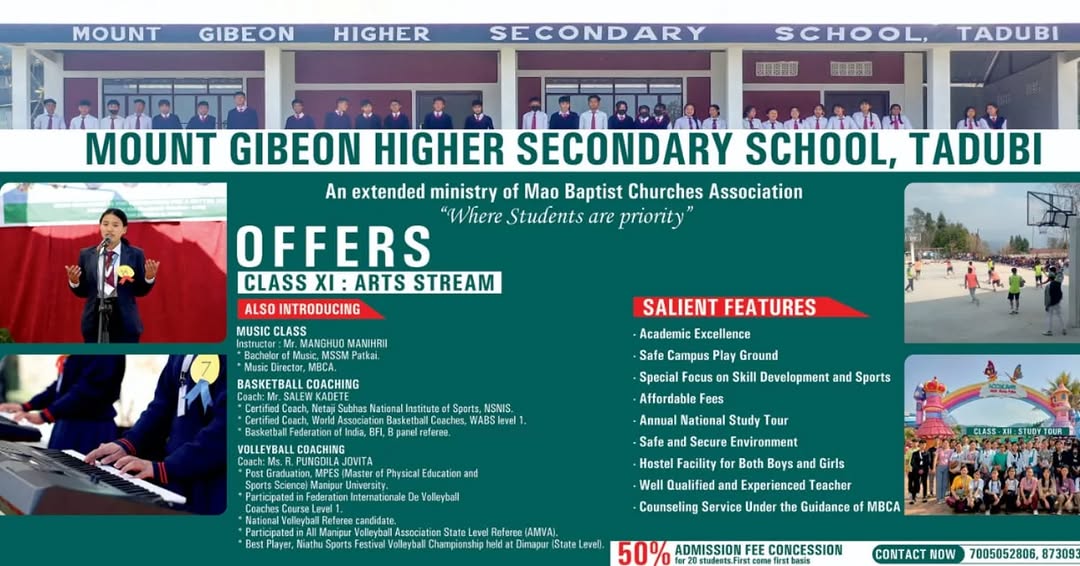 MOUNT GIBEON HIGHER SECONDARY SCHOOL, TADUBI
MOUNT GIBEON HIGHER SECONDARY SCHOOL, TADUBI
An extended ministry of Mao Baptist Churches Association
“Where Students are priority”
OFFERS
CLASS XI : ARTS STREAM
ALSO INTRODUCING
MUSIC CLASS
Instructor : Mr. MANGHUO MANIHRII
* Bachelor of Music, MSSM Patkai.
* Music Director, MBCA.
BASKETBALL COACHING
Coach: Mr. SALEW KADETE
* Certified Coach, Netaji Subhas National Institute of Sports, NSNIS.
* Certified Coach, World Association Basketball Coaches, WABS level 1.
* Basketball Federation of India, BFI, B panel referee.
VOLLEYBALL COACHING
Coach: Ms. R. PUNGDILA JOVITA
* Post Graduation, MPES (Master of Physical Education and
Sports Science) Manipur University.
* Participated in Federation Internationale De Volleyball
Coaches Course Level 1.
* National Volleyball Referee candidate.
* Participated in All Manipur Volleyball Association State Level Referee (AMVA).
* Best Player, Niathu Sports Festival Volleyball Championship held at Dimapur (State Level).
SALIENT FEATURES
· Academic Excellence
· Safe Campus Play Ground
· Special Focus on Skill Development and Sports
· Affordable Fees
· Annual National Study Tour
· Safe and Secure Environment
· Hostel Facility for Both Boys and Girls
· Well Qualified and Experienced Teacher
· Counseling Service Under the Guidance of MBCA
7
CLASS - XII : STUDY TOUR
50% ADMISSION FEE CONCESSION
for 20 students.First come first basis
CONTACT NOW 7005052806, 873093